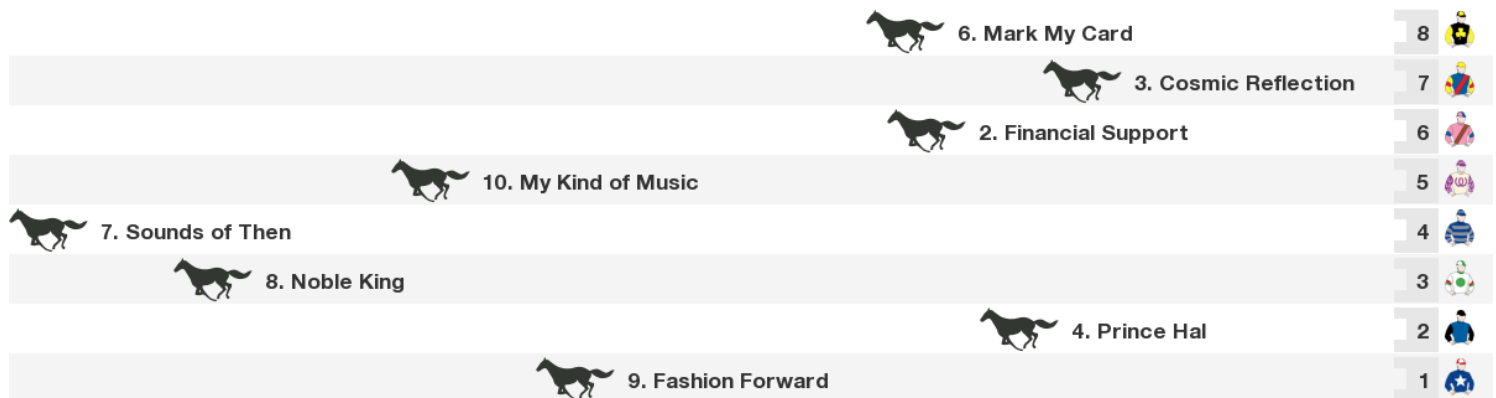 6. Mark My Card 8
3. Cosmic Reflection 7
2. Financial Support 6
10. My Kind of Music 5
7. Sounds of Then 4
8. Noble King 3
4. Prince Hal 2
9. Fashion Forward 1